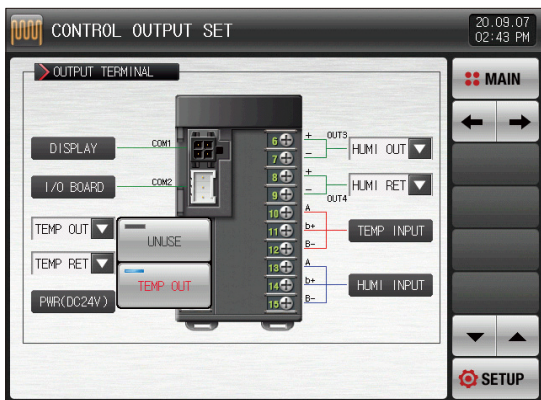 CONTROL OUTPUT SET
20.09.07
02:43 PM
OUTPUT TERMINAL
MAIN
DISPLAY
COM1
I/O BOARD
COM2
TEMP OUT
TEMP RET
PWR(DC24V)
UNUSE
TEMP OUT
6
7
8
9
10
11
12
13
14
15
+
-
+
-
A
b+
B-
A
b+
B-
OUT3
OUT4
HUMI OUT
HUMI RET
TEMP INPUT
HUMI INPUT
SETUP